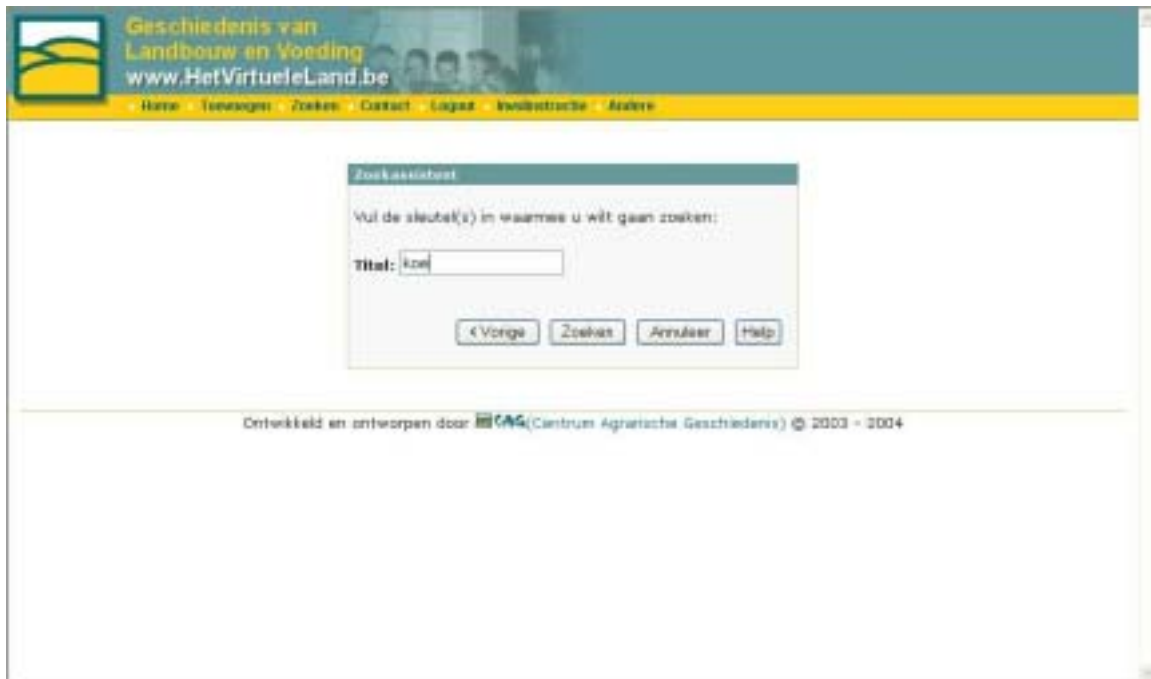 Geschiedenis van
Landbouw en Voeding
www.HetVirtueleLand.be
Home Toevoegen Zoeken Contact Logout Invulinstructie Andere
Zoekassistent
Vul de sleutel(s) in waarmee u wilt gaan zoeken:
Titel: koe
< Vorige Zoeken Annuleer Help
Ontwikkeld en ontworpen door CAG (Centrum Agrarische Geschiedenis) © 2003 - 2004